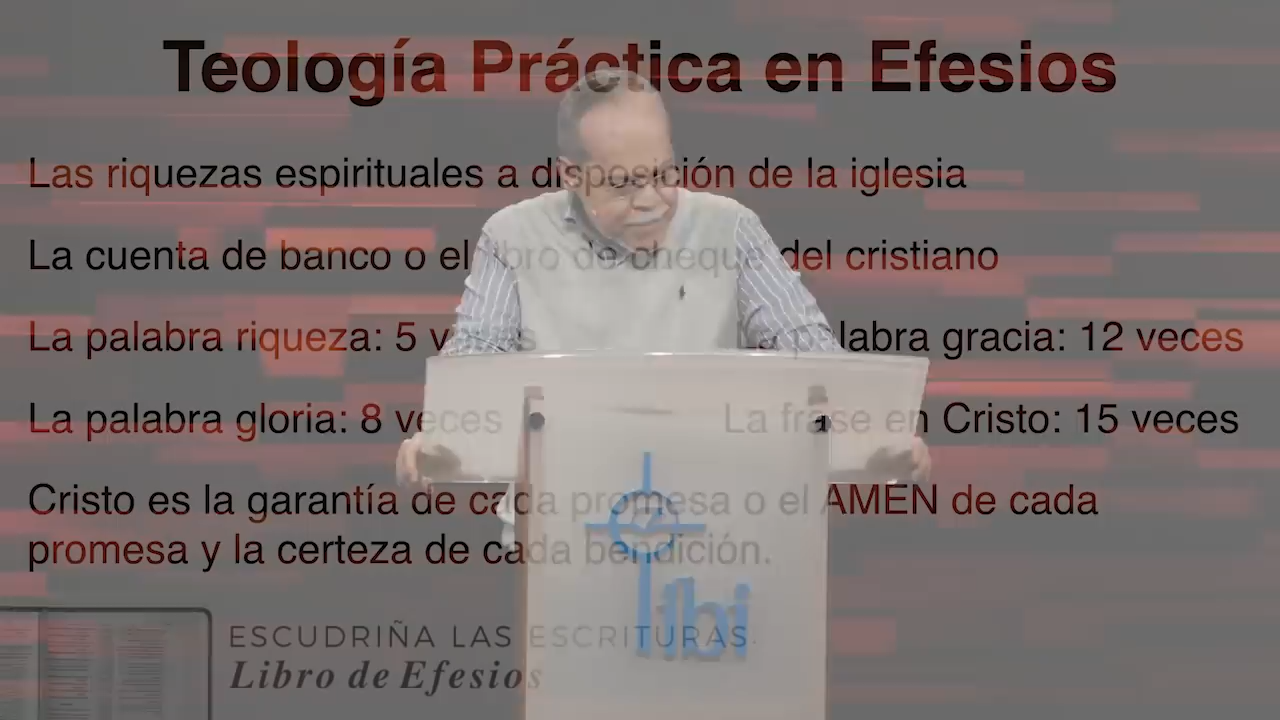 Teología Práctica en Efesios
Las riquezas espirituales a disposición de la iglesia
La cuenta de banco o el libro de cheque del cristiano
La palabra riqueza: 5 veces La palabra gracia: 12 veces
La palabra gloria: 8 veces La frase en Cristo: 15 veces
Cristo es la garantía de cada promesa o el AMEN de cada
promesa y la certeza de cada bendición.
ibi
ESCUDRIÑA LAS ESCRITURAS
Libro de Efesios